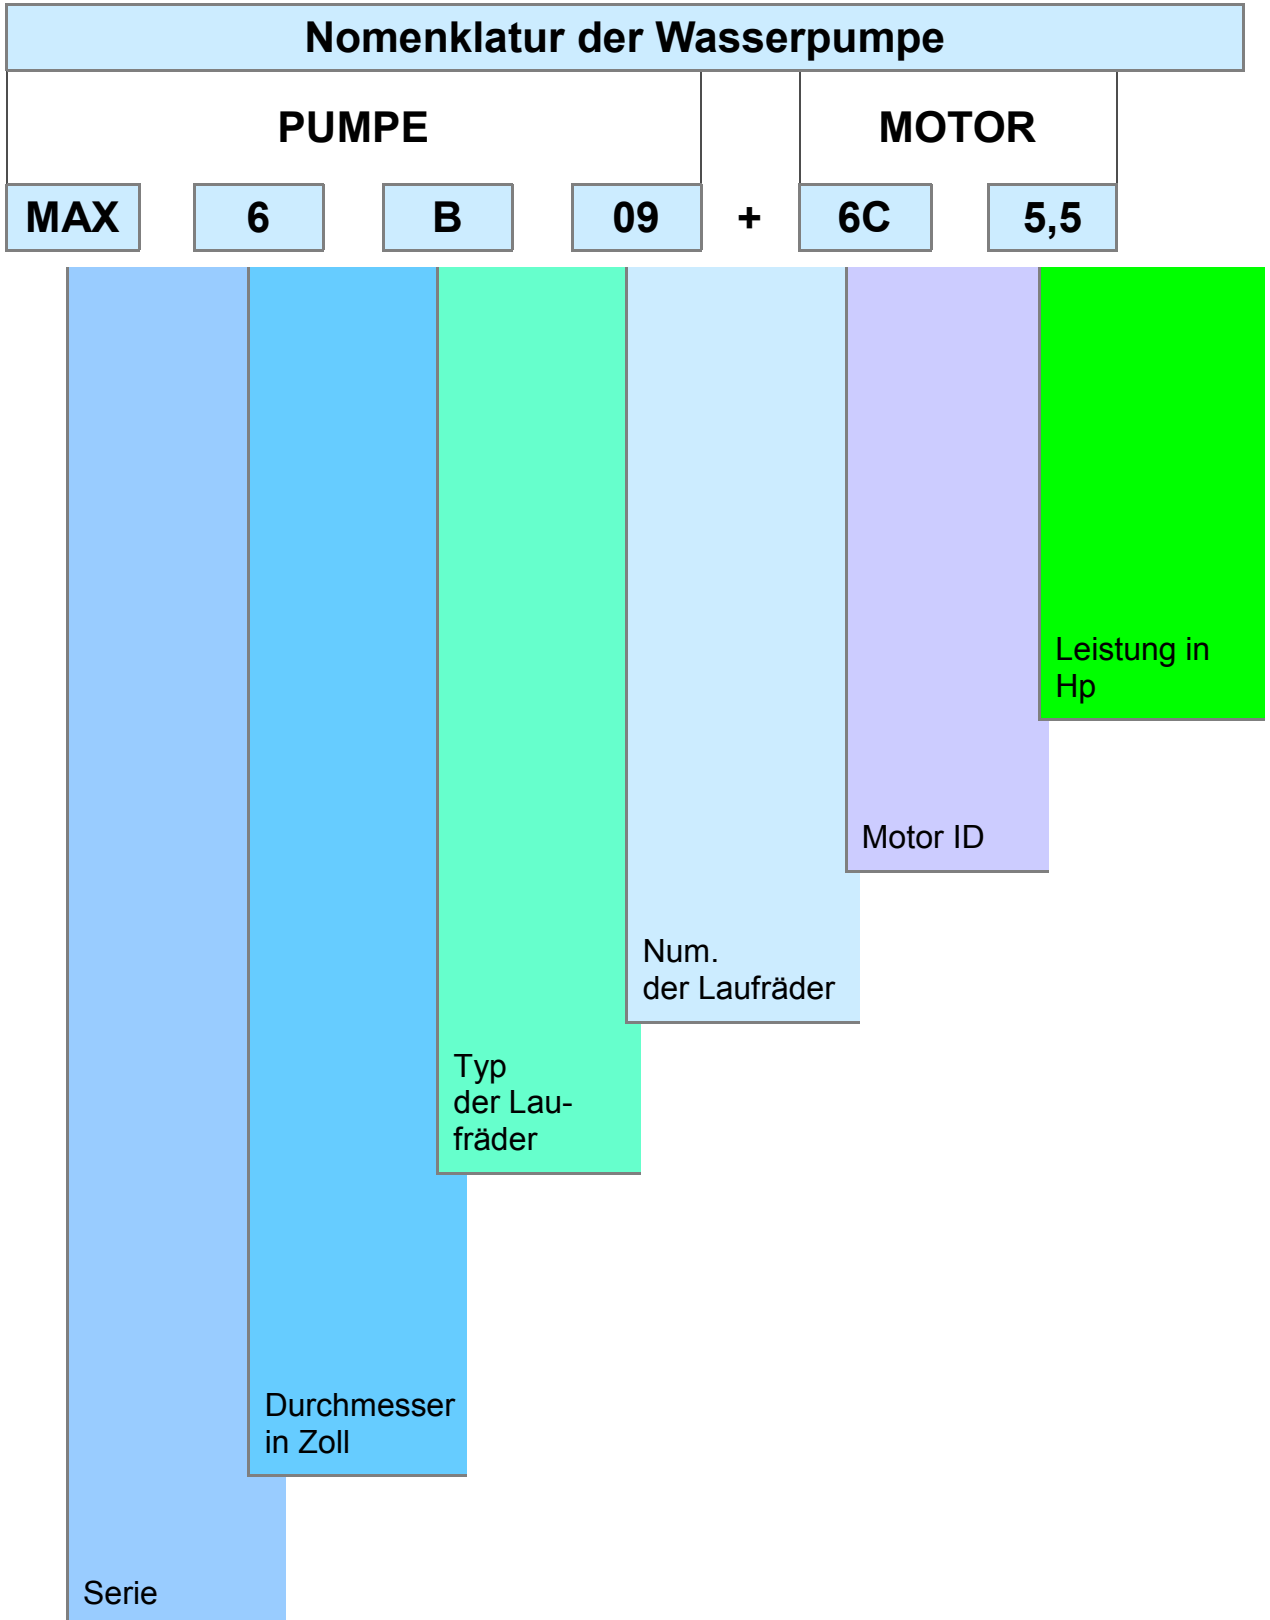 Nomenklatur der Wasserpumpe
PUMPE MOTOR
MAX 6 B 09 + 6C 5,5
Leistung in
Hp
Motor ID
Num.
der Laufräder
Typ
der Lau-
fräder
Durchmesser
in Zoll
Serie